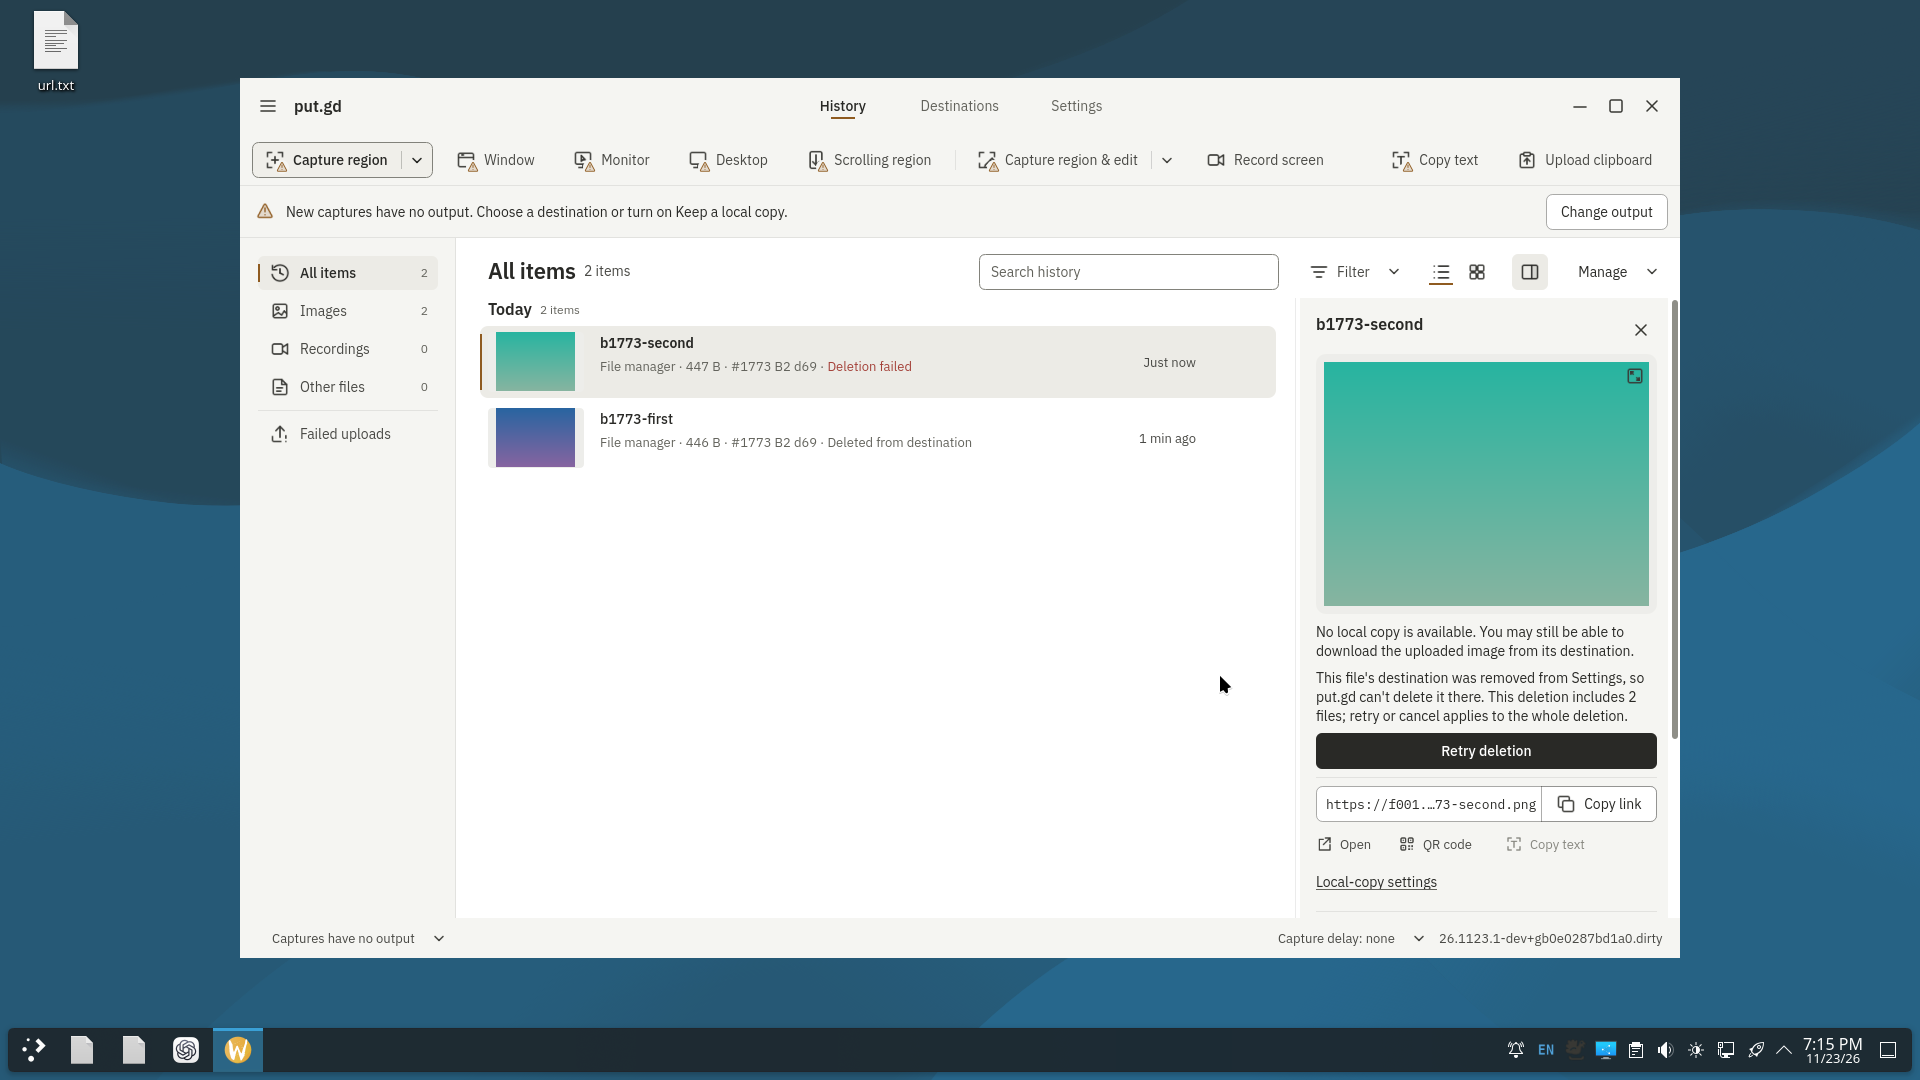 url.txt
put.gd
History
Destinations
Settings
Capture region
Window
Monitor
Desktop
Scrolling region
Capture region & edit
Record screen
Copy text
Upload clipboard
New captures have no output. Choose a destination or turn on Keep a local copy.
Change output
All items 2
Images 2
Recordings 0
Other files 0
Failed uploads
All items 2 items
Search history
Filter
Manage
Today 2 items
b1773-second
File manager · 447 B · #1773 B2 d69 · Deletion failed
Just now
b1773-first
File manager · 446 B · #1773 B2 d69 · Deleted from destination
1 min ago
b1773-second
No local copy is available. You may still be able to
download the uploaded image from its destination.
This file's destination was removed from Settings, so
put.gd can't delete it there. This deletion includes 2
files; retry or cancel applies to the whole deletion.
Retry deletion
https://f001.…73-second.png
Copy link
Open
QR code
Copy text
Local-copy settings
Captures have no output
Capture delay: none
26.1123.1-dev+gb0e0287bd1a0.dirty
W
EN
7:15 PM
11/23/26